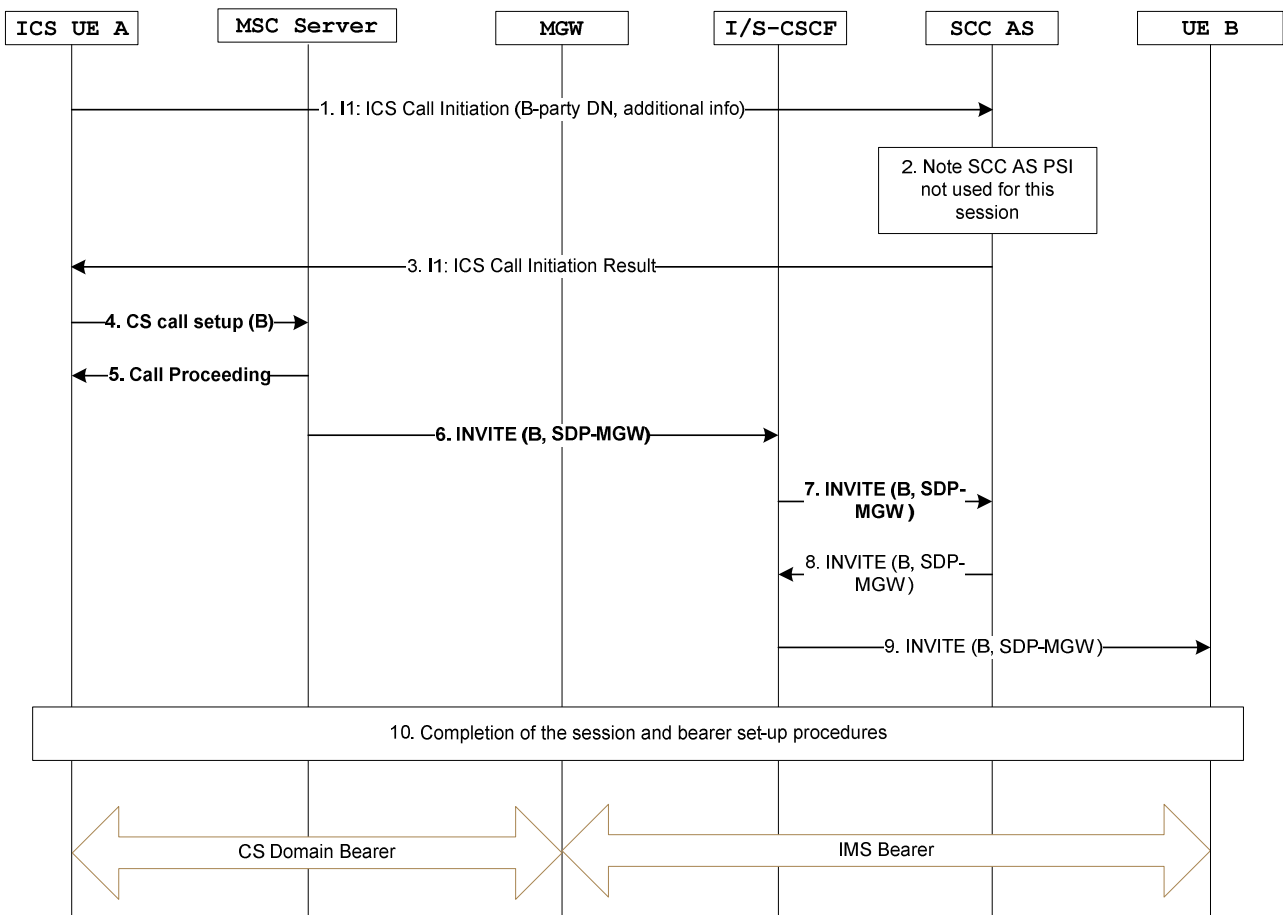 ICS UE A
MSC Server
MGW
I/S-CSCF
SCC AS
UE B
1. I1: ICS Call Initiation (B-party DN, additional info)
2. Note SCC AS PSI
not used for this
session
3. I1: ICS Call Initiation Result
4. CS call setup (B)
5. Call Proceeding
6. INVITE (B, SDP-MGW)
7. INVITE (B, SDP-
MGW )
8. INVITE (B, SDP-
MGW)
9. INVITE (B, SDP-MGW )
10. Completion of the session and bearer set-up procedures
CS Domain Bearer
IMS Bearer